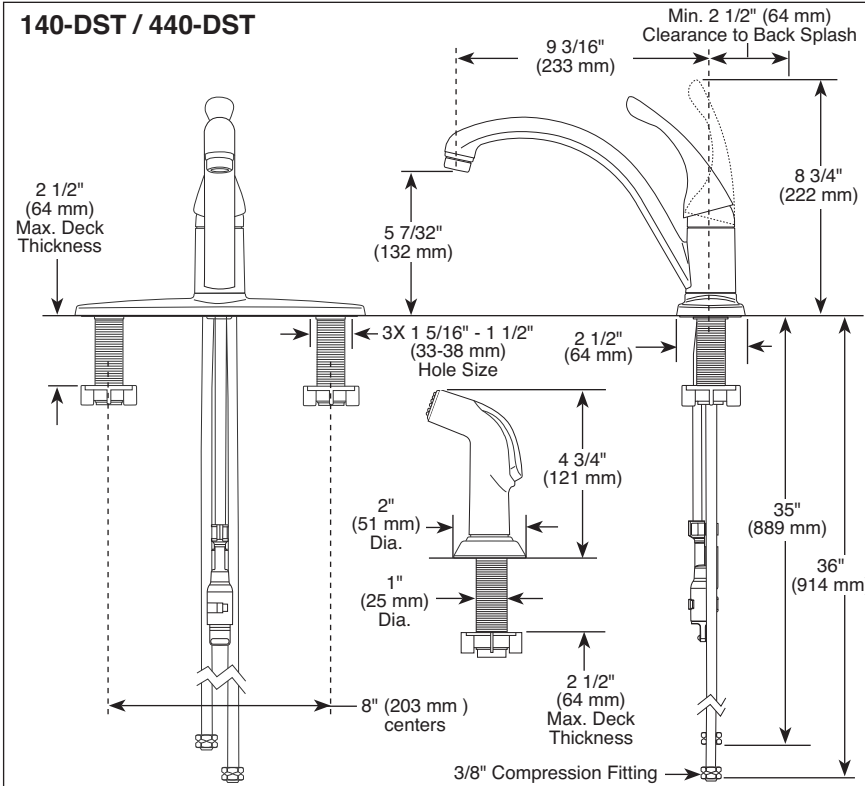 140-DST / 440-DST
Min. 2 1/2" (64 mm)
Clearance to Back Splash
9 3/16"
(233 mm)
2 1/2"
(64 mm)
Max. Deck
Thickness
5 7/32"
(132 mm)
8 3/4"
(222 mm)
3X 1 5/16" - 1 1/2"
(33-38 mm)
Hole Size
2 1/2"
(64 mm)
4 3/4"
(121 mm)
2"
(51 mm)
Dia.
1"
(25 mm)
Dia.
35"
(889 mm)
36"
(914 mm
2 1/2"
(64 mm)
Max. Deck
Thickness
8" (203 mm )
centers
3/8" Compression Fitting